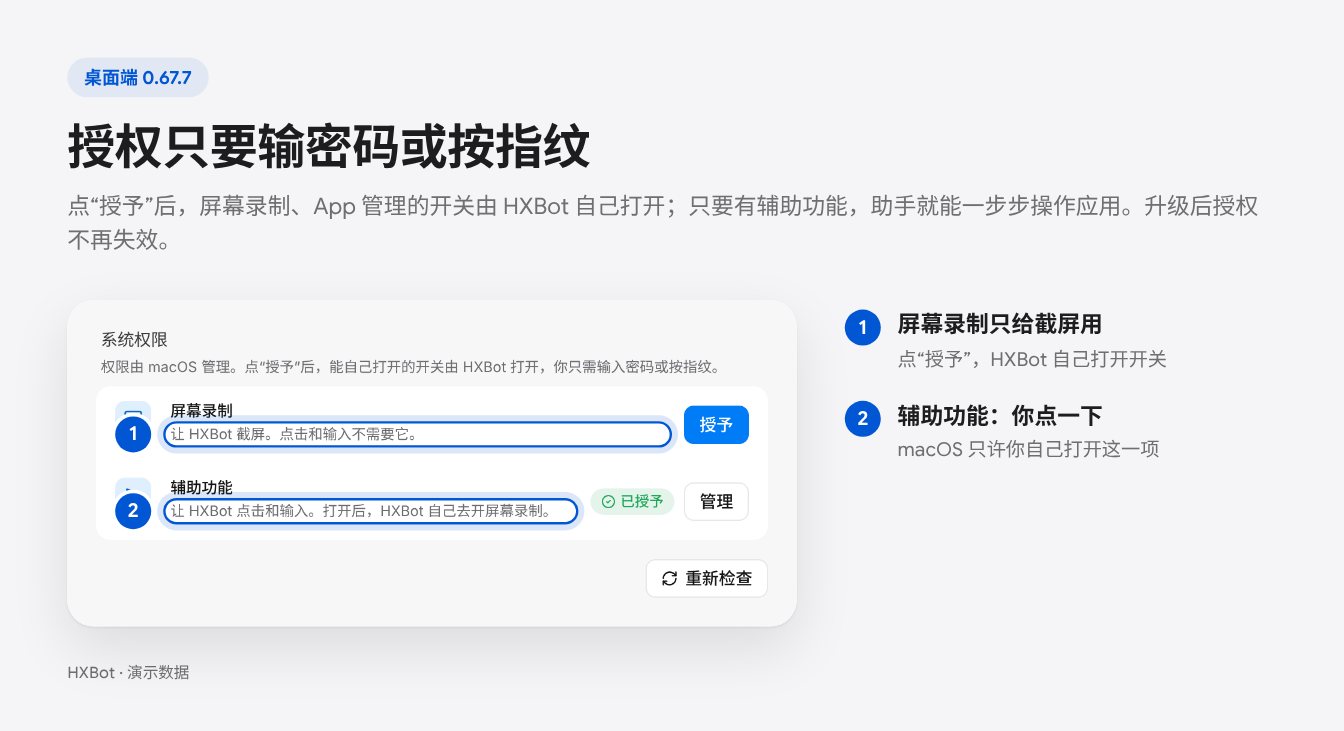 桌面端 0.67.7
授权只要输密码或按指纹
点“授予”后，屏幕录制、App 管理的开关由 HXBot 自己打开；只要有辅助功能，助手就能一步步操作应用。升级后授权
不再失效。
系统权限
权限由 macOS 管理。点“授予”后，能自己打开的开关由 HXBot 打开，你只需输入密码或按指纹。
屏幕录制
1
让 HXBot 截屏。点击和输入不需要它。
授予
辅助功能
2
让 HXBot 点击和输入。打开后，HXBot 自己去开屏幕录制。
已授予
管理
重新检查
1
屏幕录制只给截屏用
点“授予”，HXBot 自己打开开关
2
辅助功能：你点一下
macOS 只许你自己打开这一项
HXBot · 演示数据